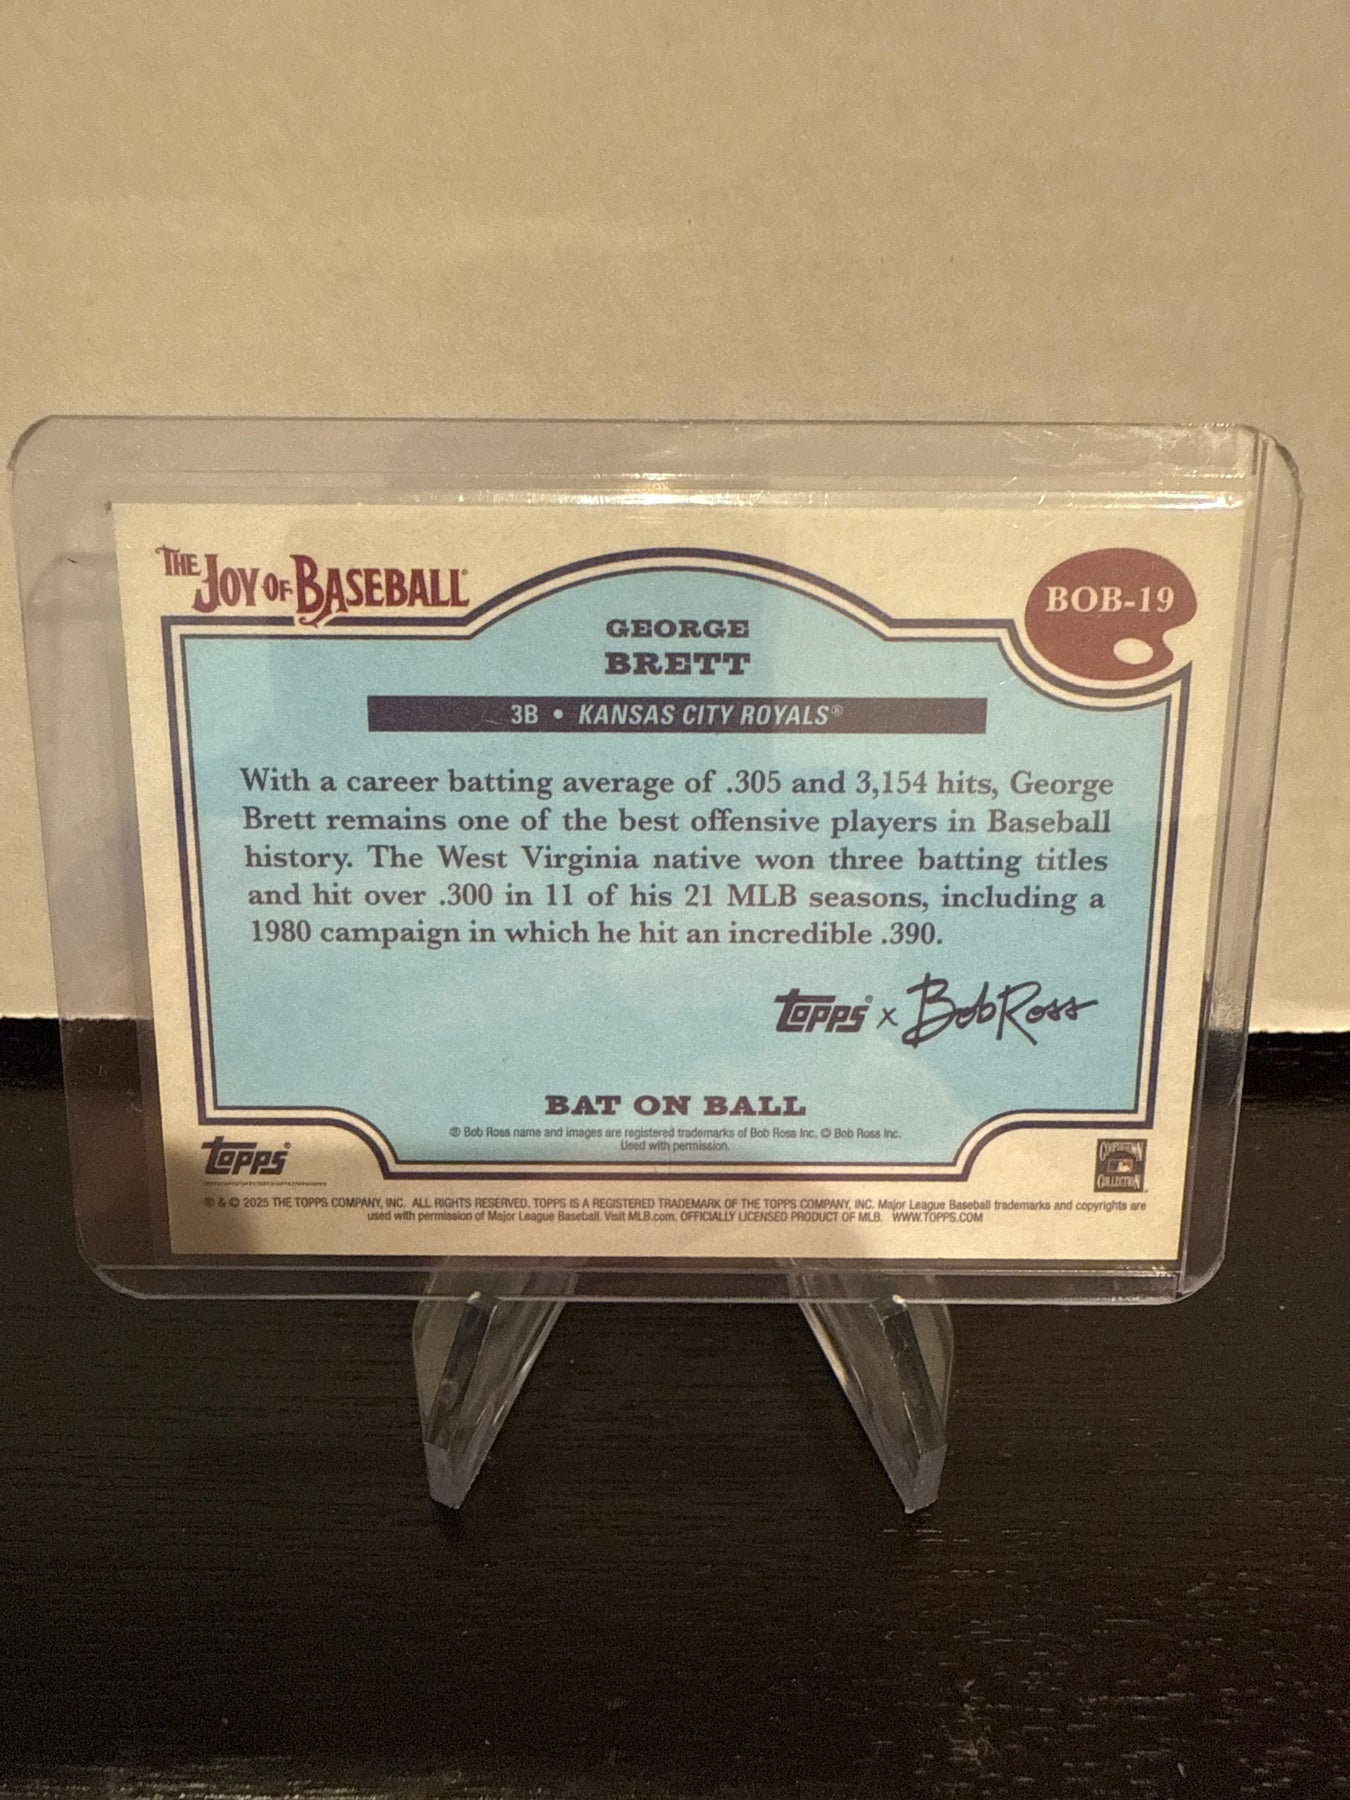 THE JOY OF BASEBALL®
BOB-19
GEORGE
BRETT
3B • KANSAS CITY ROYALS®
With a career batting average of .305 and 3,154 hits, George
Brett remains one of the best offensive players in Baseball
history. The West Virginia native won three batting titles
and hit over .300 in 11 of his 21 MLB seasons, including a
1980 campaign in which he hit an incredible .390.
topps® x Bob Ross
BAT ON BALL
® Bob Ross name and images are registered trademarks of Bob Ross Inc. © Bob Ross Inc.
Used with permission.
topps®
COOPERSTOWN
COLLECTION
® & © 2025 THE TOPPS COMPANY, INC. ALL RIGHTS RESERVED. TOPPS IS A REGISTERED TRADEMARK OF THE TOPPS COMPANY, INC. Major League Baseball trademarks and copyrights are
used with permission of Major League Baseball. Visit MLB.com. OFFICIALLY LICENSED PRODUCT OF MLB. WWW.TOPPS.COM